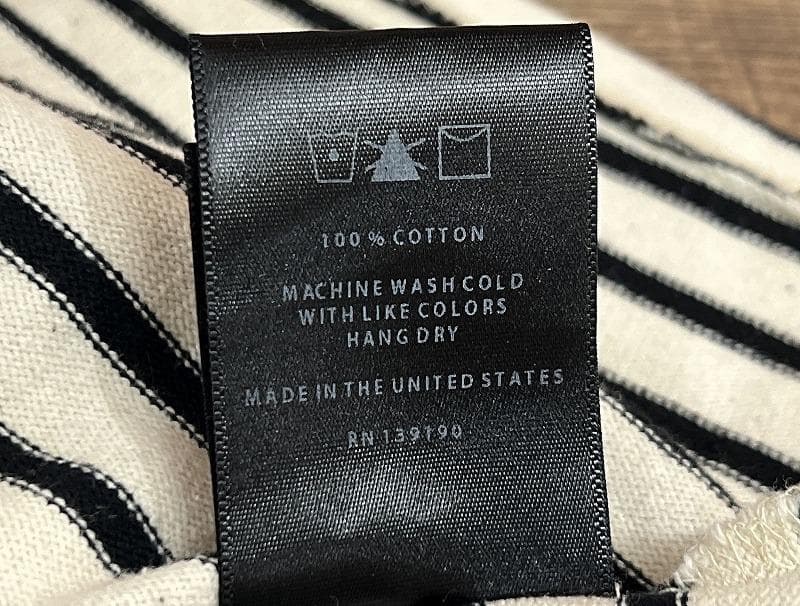 100% COTTON
MACHINE WASH COLD
WITH LIKE COLORS
HANG DRY
MADE IN THE UNITED STATES
RN 139190